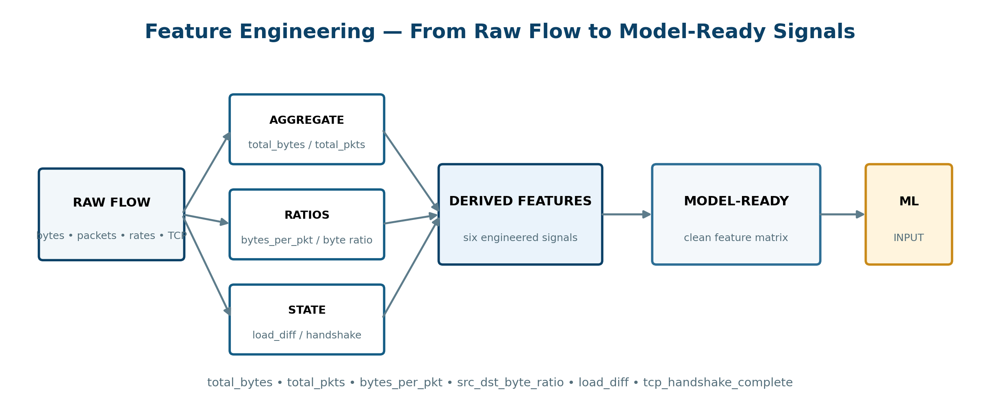 Feature Engineering — From Raw Flow to Model-Ready Signals
RAW FLOW
bytes • packets • rates • TCP
AGGREGATE
total_bytes / total_pkts
RATIOS
bytes_per_pkt / byte ratio
STATE
load_diff / handshake
DERIVED FEATURES
six engineered signals
MODEL-READY
clean feature matrix
ML
INPUT
total_bytes • total_pkts • bytes_per_pkt • src_dst_byte_ratio • load_diff • tcp_handshake_complete